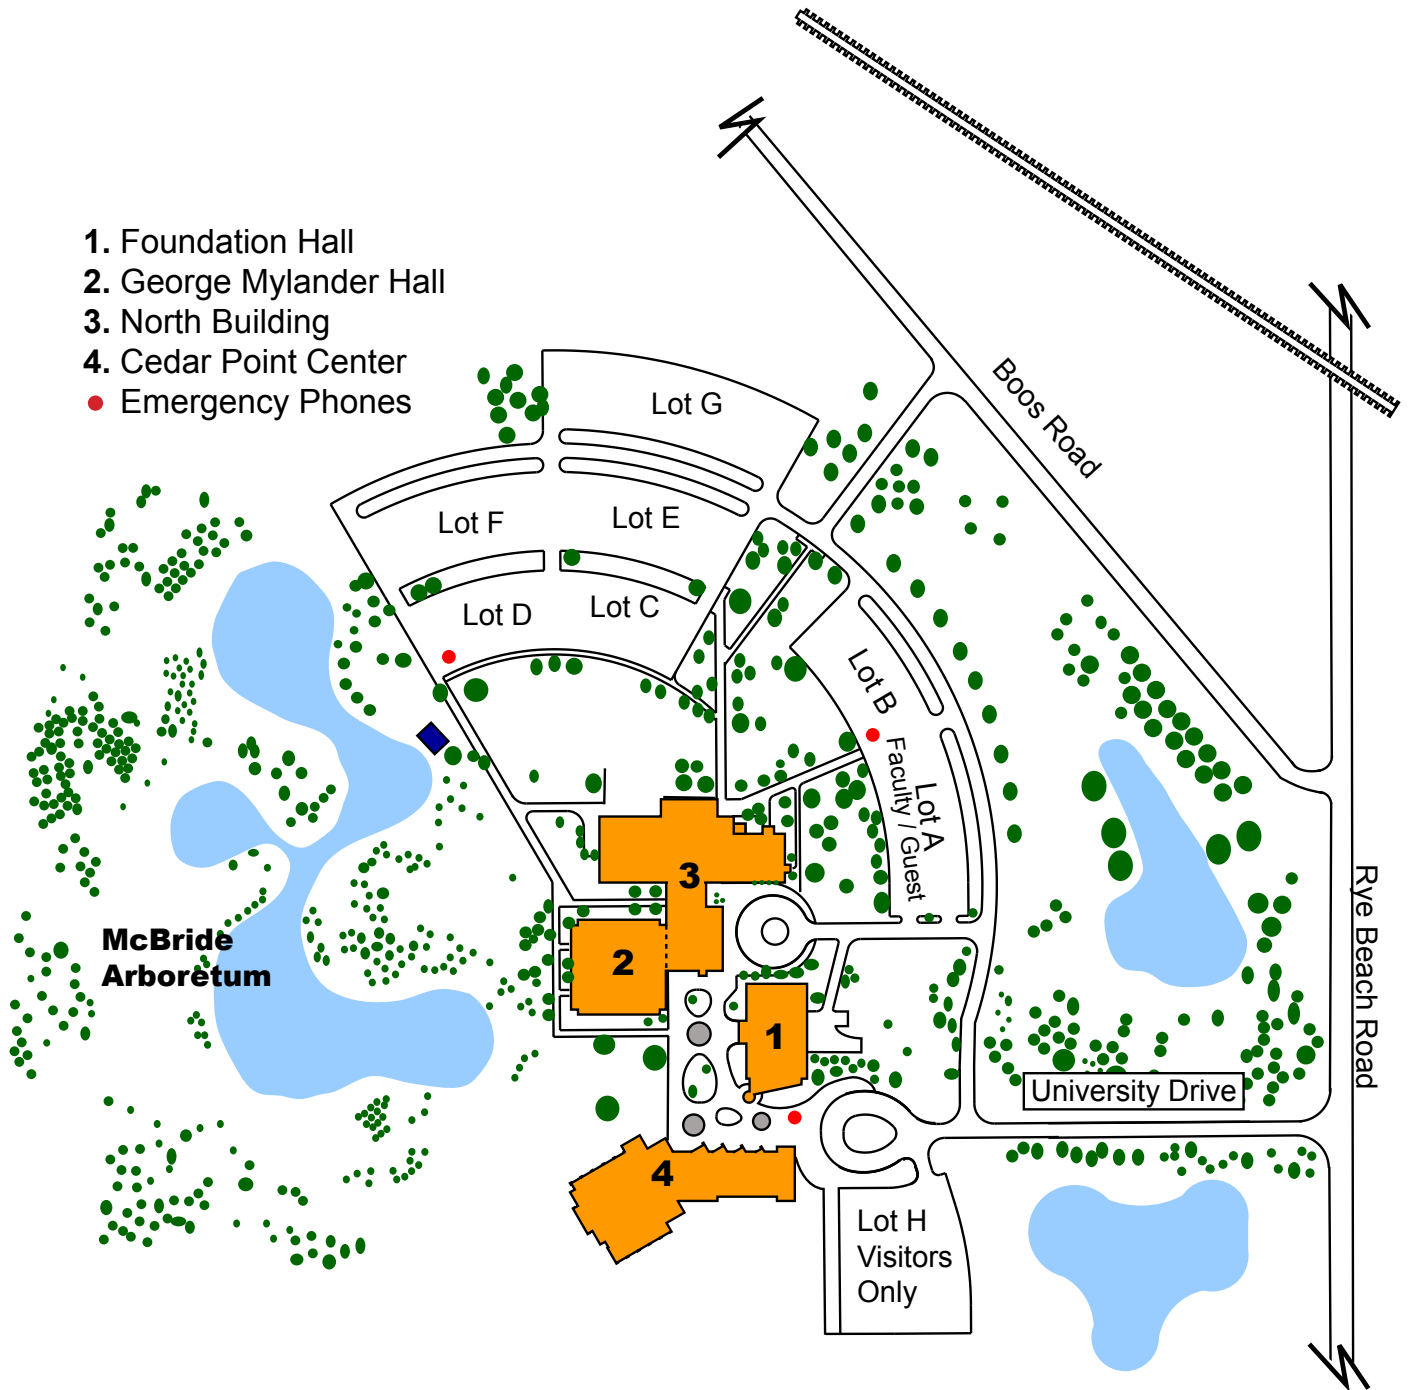 1. Foundation Hall
2. George Mylander Hall
3. North Building
4. Cedar Point Center
Emergency Phones
Lot G
Boos Road
Lot F
Lot E
Lot D
Lot C
Lot B
Lot A
Faculty / Guest
3
2
1
4
McBride
Arboretum
Rye Beach Road
University Drive
Lot H
Visitors
Only